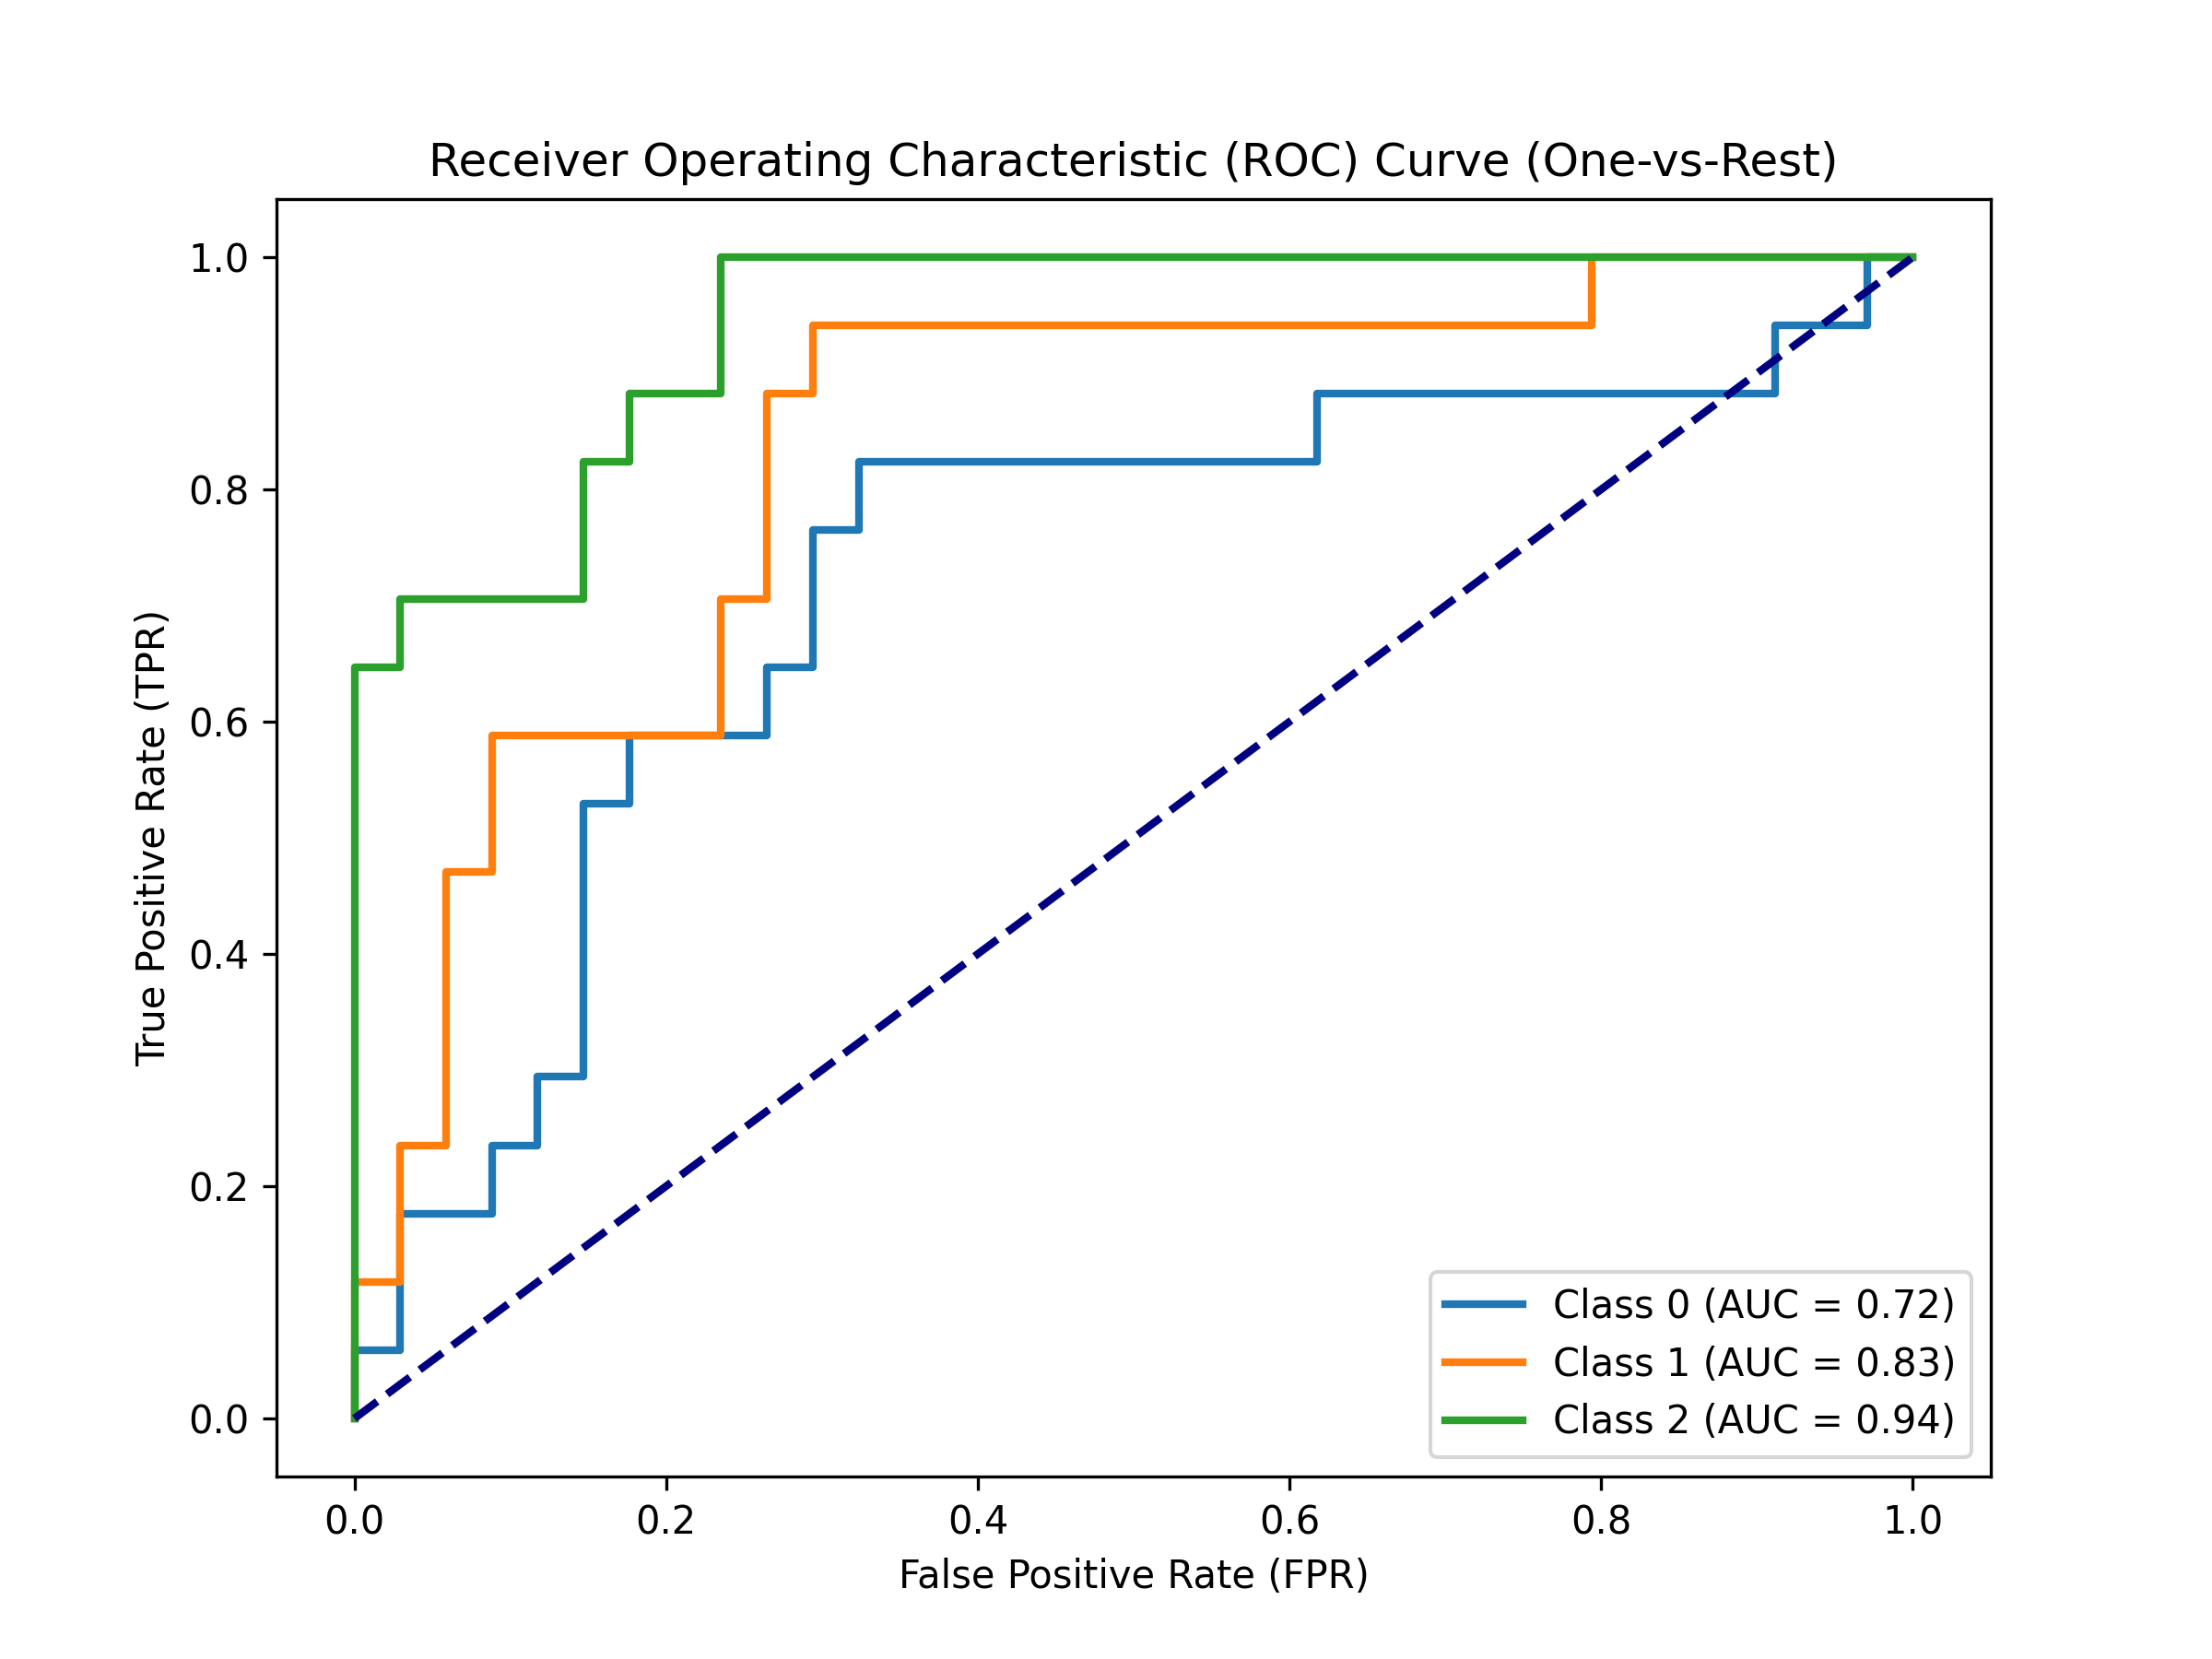 Receiver Operating Characteristic (ROC) Curve (One-vs-Rest)
1.0
0.8
0.6
0.4
0.2
0.0
True Positive Rate (TPR)
Class 0 (AUC = 0.72)
Class 1 (AUC = 0.83)
Class 2 (AUC = 0.94)
0.0 0.2 0.4 0.6 0.8 1.0
False Positive Rate (FPR)